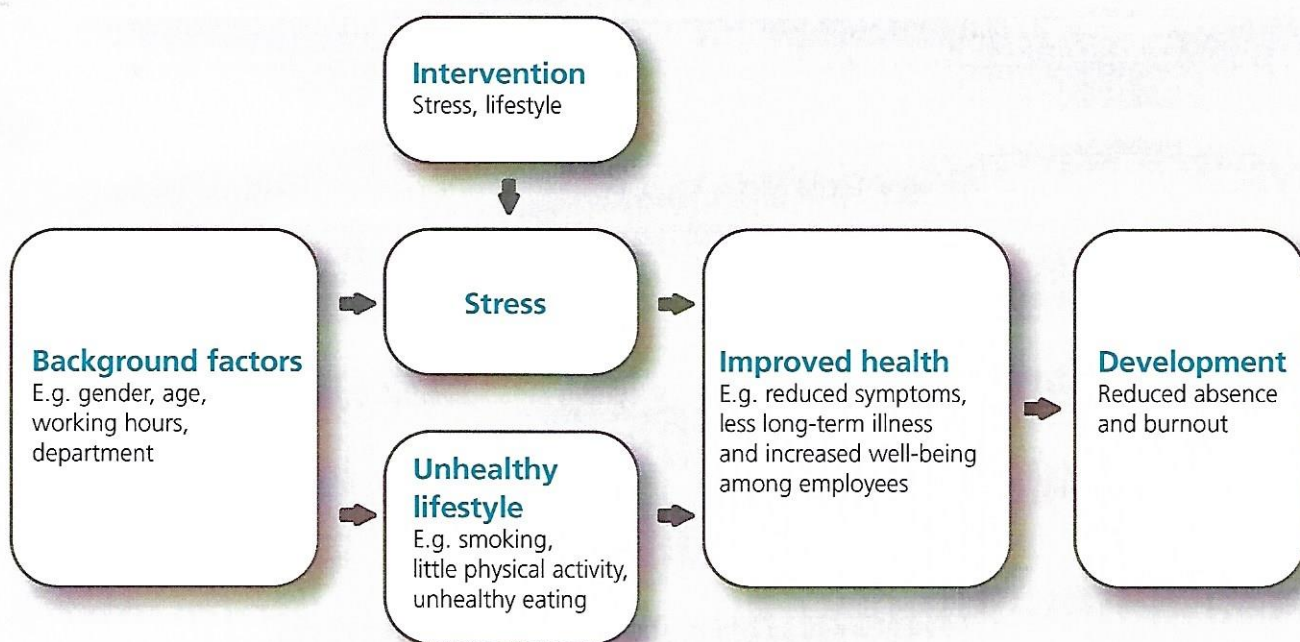 Intervention
Stress, lifestyle
Stress
Background factors
E.g. gender, age,
working hours,
department
Unhealthy
lifestyle
E.g. smoking,
little physical activity,
unhealthy eating
Improved health
E.g. reduced symptoms,
less long-term illness
and increased well-being
among employees
Development
Reduced absence
and burnout